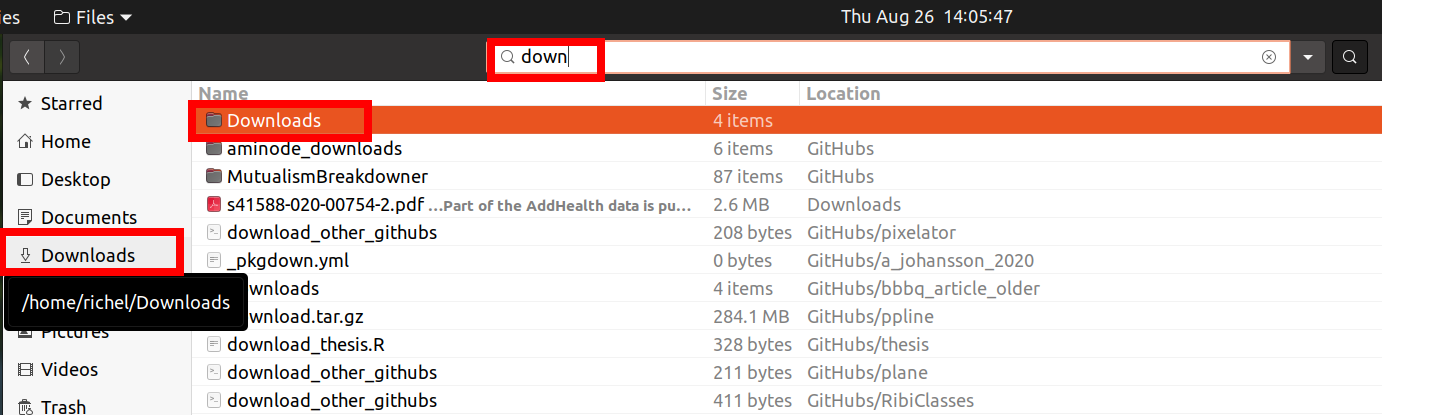 ies Files Thu Aug 26 14:05:47
down
Starred
Home
Desktop
Documents
Downloads
/home/richel/Downloads
Pictures
Videos
Trash
Name Size Location
Downloads 4 items
aminode_downloads 6 items GitHubs
MutualismBreakdowner 87 items GitHubs
s41588-020-00754-2.pdf ...Part of the AddHealth data is pu... 2.6 MB Downloads
download_other_githubs 208 bytes GitHubs/pixelator
_pkgdown.yml 0 bytes GitHubs/a_johansson_2020
wnloads 4 items GitHubs/bbbq_article_older
wnload.tar.gz 284.1 MB GitHubs/ppline
download_thesis.R 328 bytes GitHubs/thesis
download_other_githubs 211 bytes GitHubs/plane
download_other_githubs 411 bytes GitHubs/RibiClasses